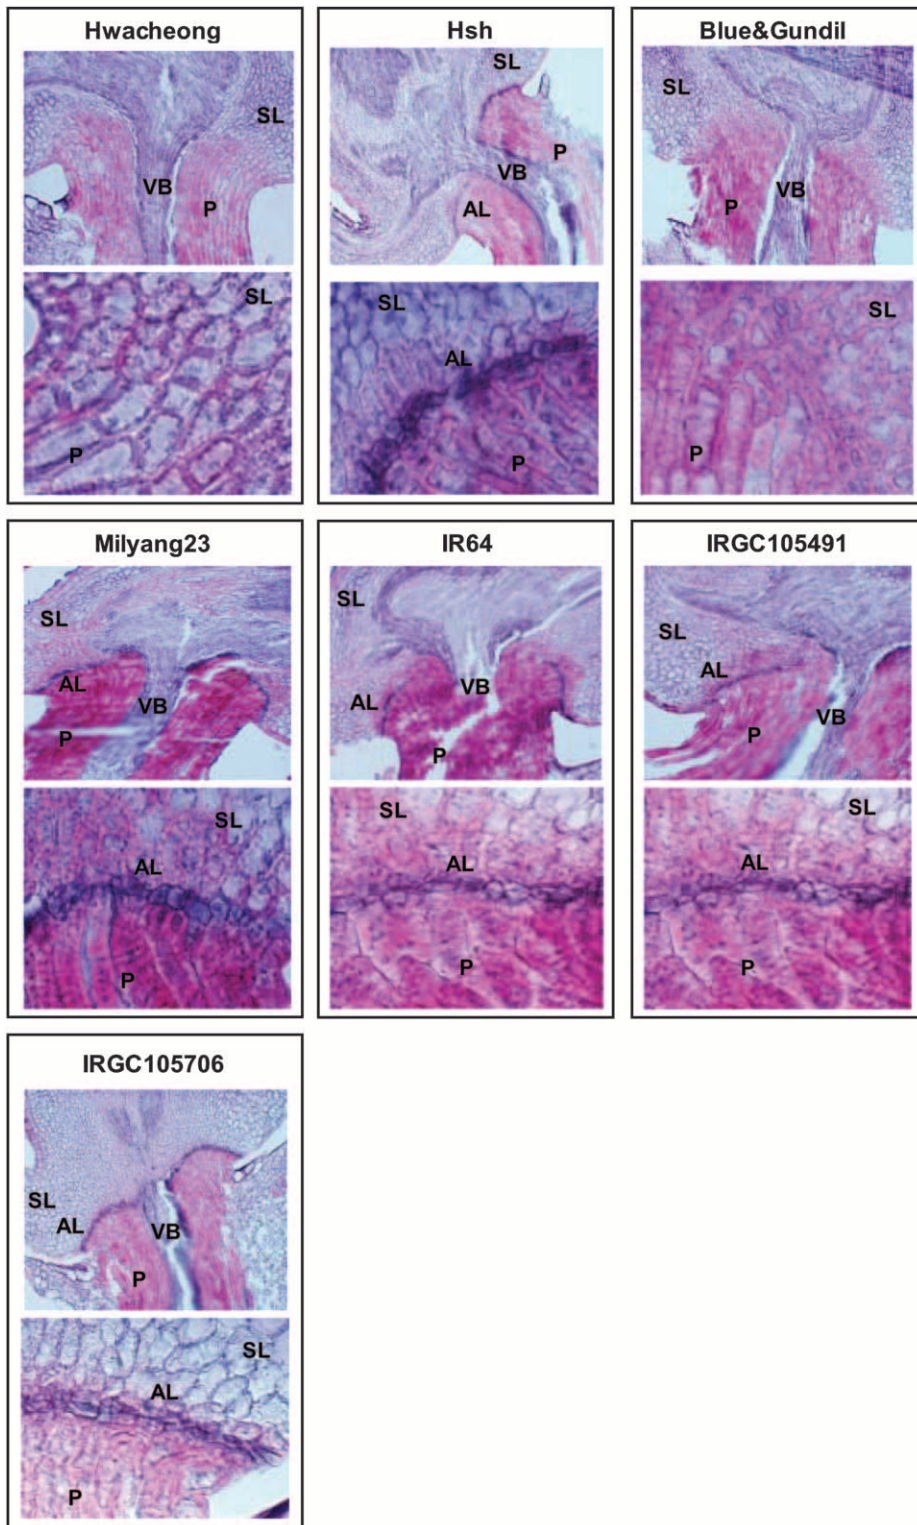 Hwacheong
SL
VB
P
SL
P
Hsh
SL
P
VB
AL
SL
AL
P
Blue&Gundil
SL
VB
P
SL
P
Milyang23
SL
AL
VB
P
SL
AL
P
IR64
SL
AL
VB
P
SL
AL
P
IRGC105491
SL
AL
P
VB
SL
AL
P
IRGC105706
SL
AL
VB
P
SL
AL
P